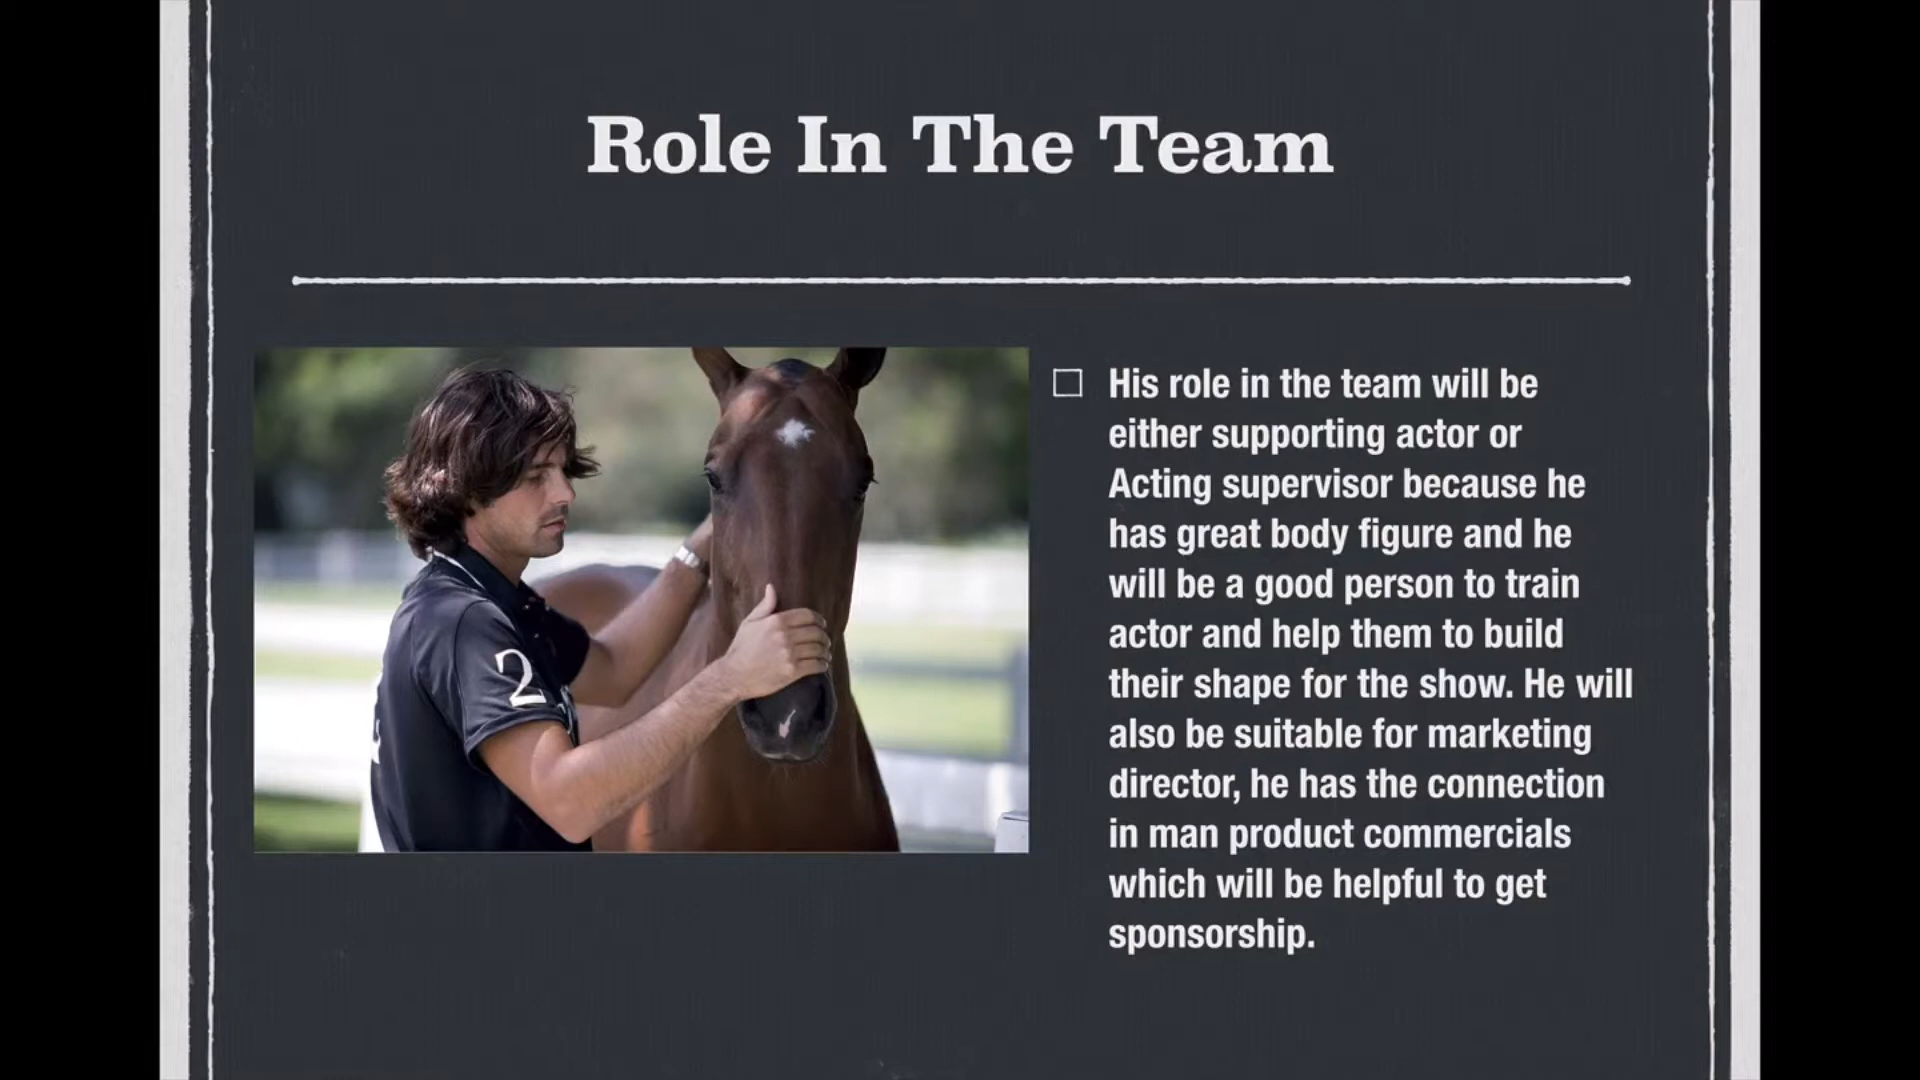 Role In The Team
His role in the team will be
either supporting actor or
Acting supervisor because he
has great body figure and he
will be a good person to train
actor and help them to build
their shape for the show. He will
also be suitable for marketing
director, he has the connection
in man product commercials
which will be helpful to get
sponsorship.
2